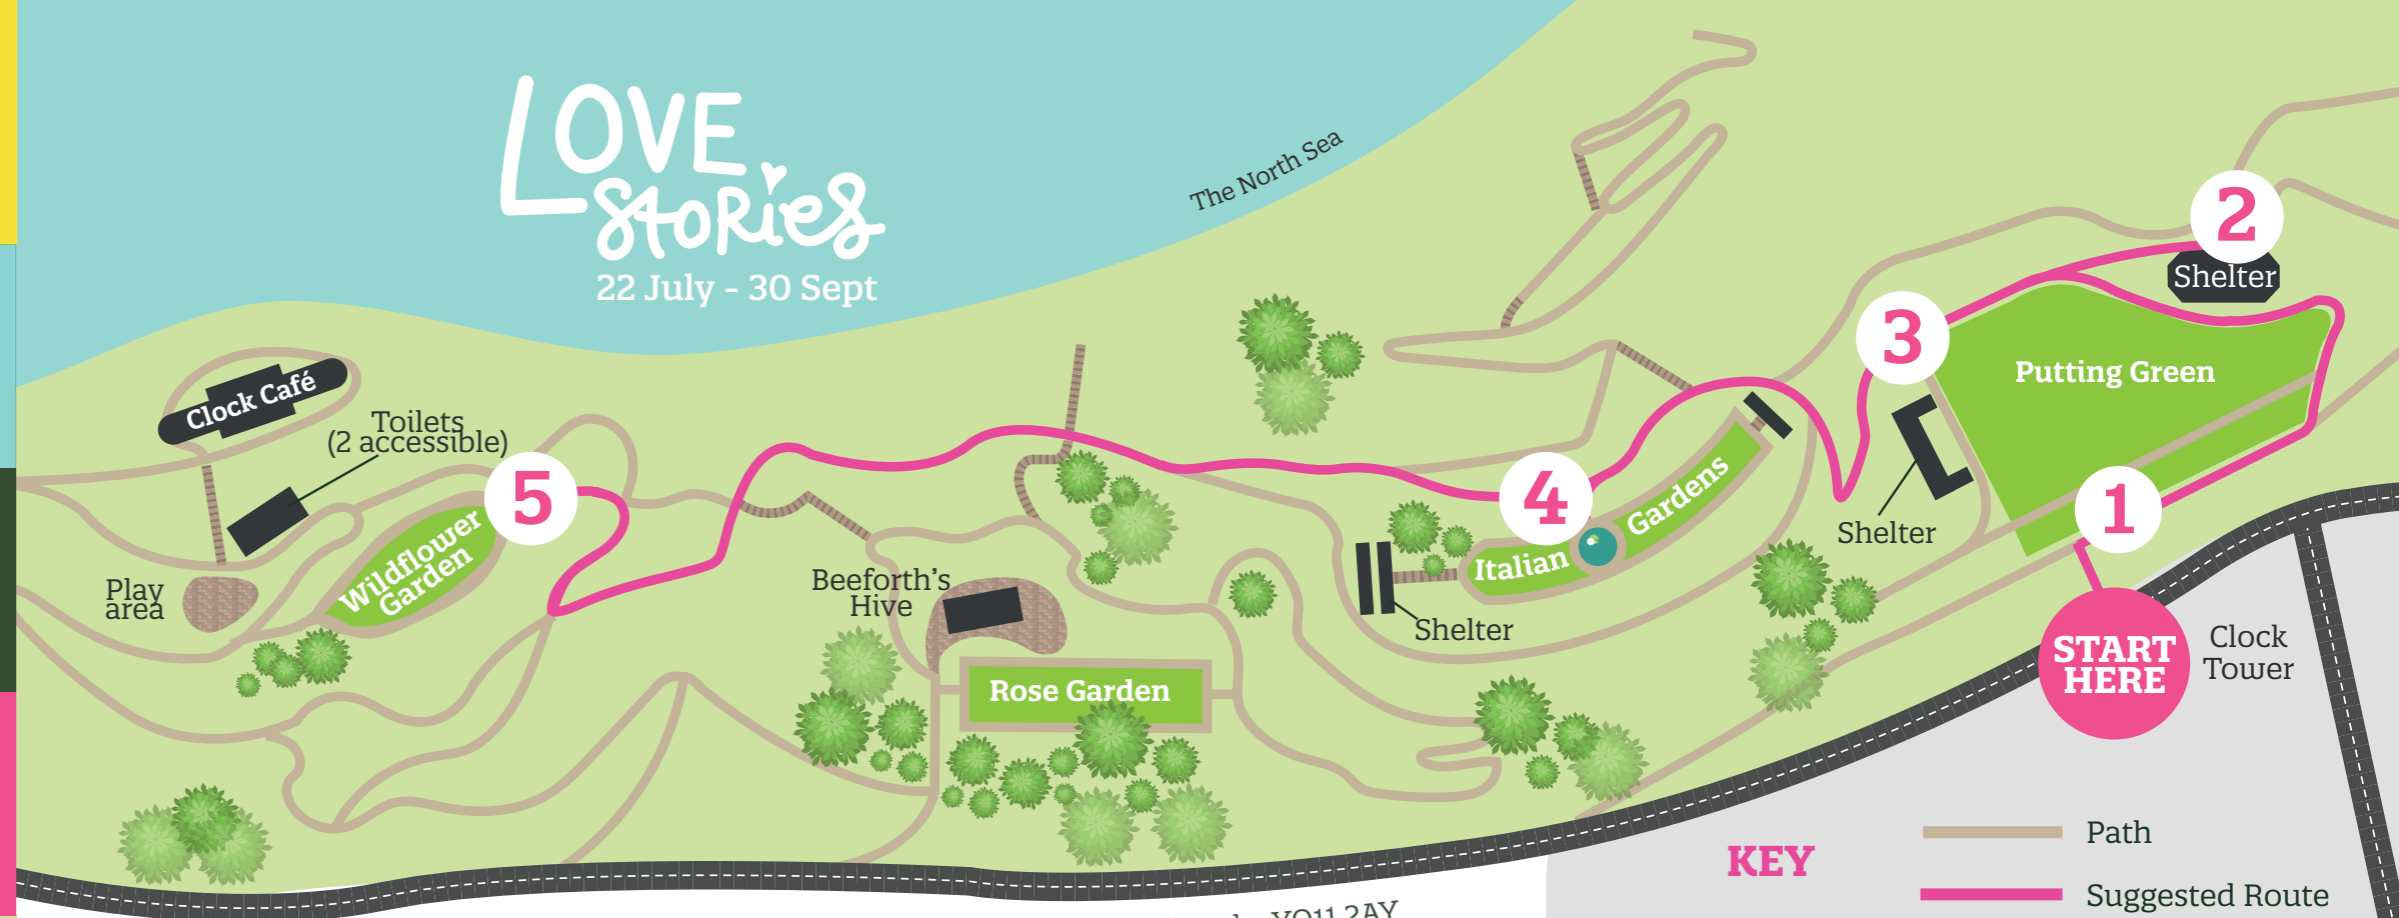 LOVE
STORIES
22 July - 30 Sept
The North Sea
2
Shelter
3
Putting Green
Clock Café
Toilets
(2 accessible)
5
4
1
Wildflower
Garden
Italian Gardens
Shelter
Play
area
Beeforth's
Hive
Shelter
START
HERE
Clock
Tower
Rose Garden
KEY
Path
Suggested Route
YO11 2AY